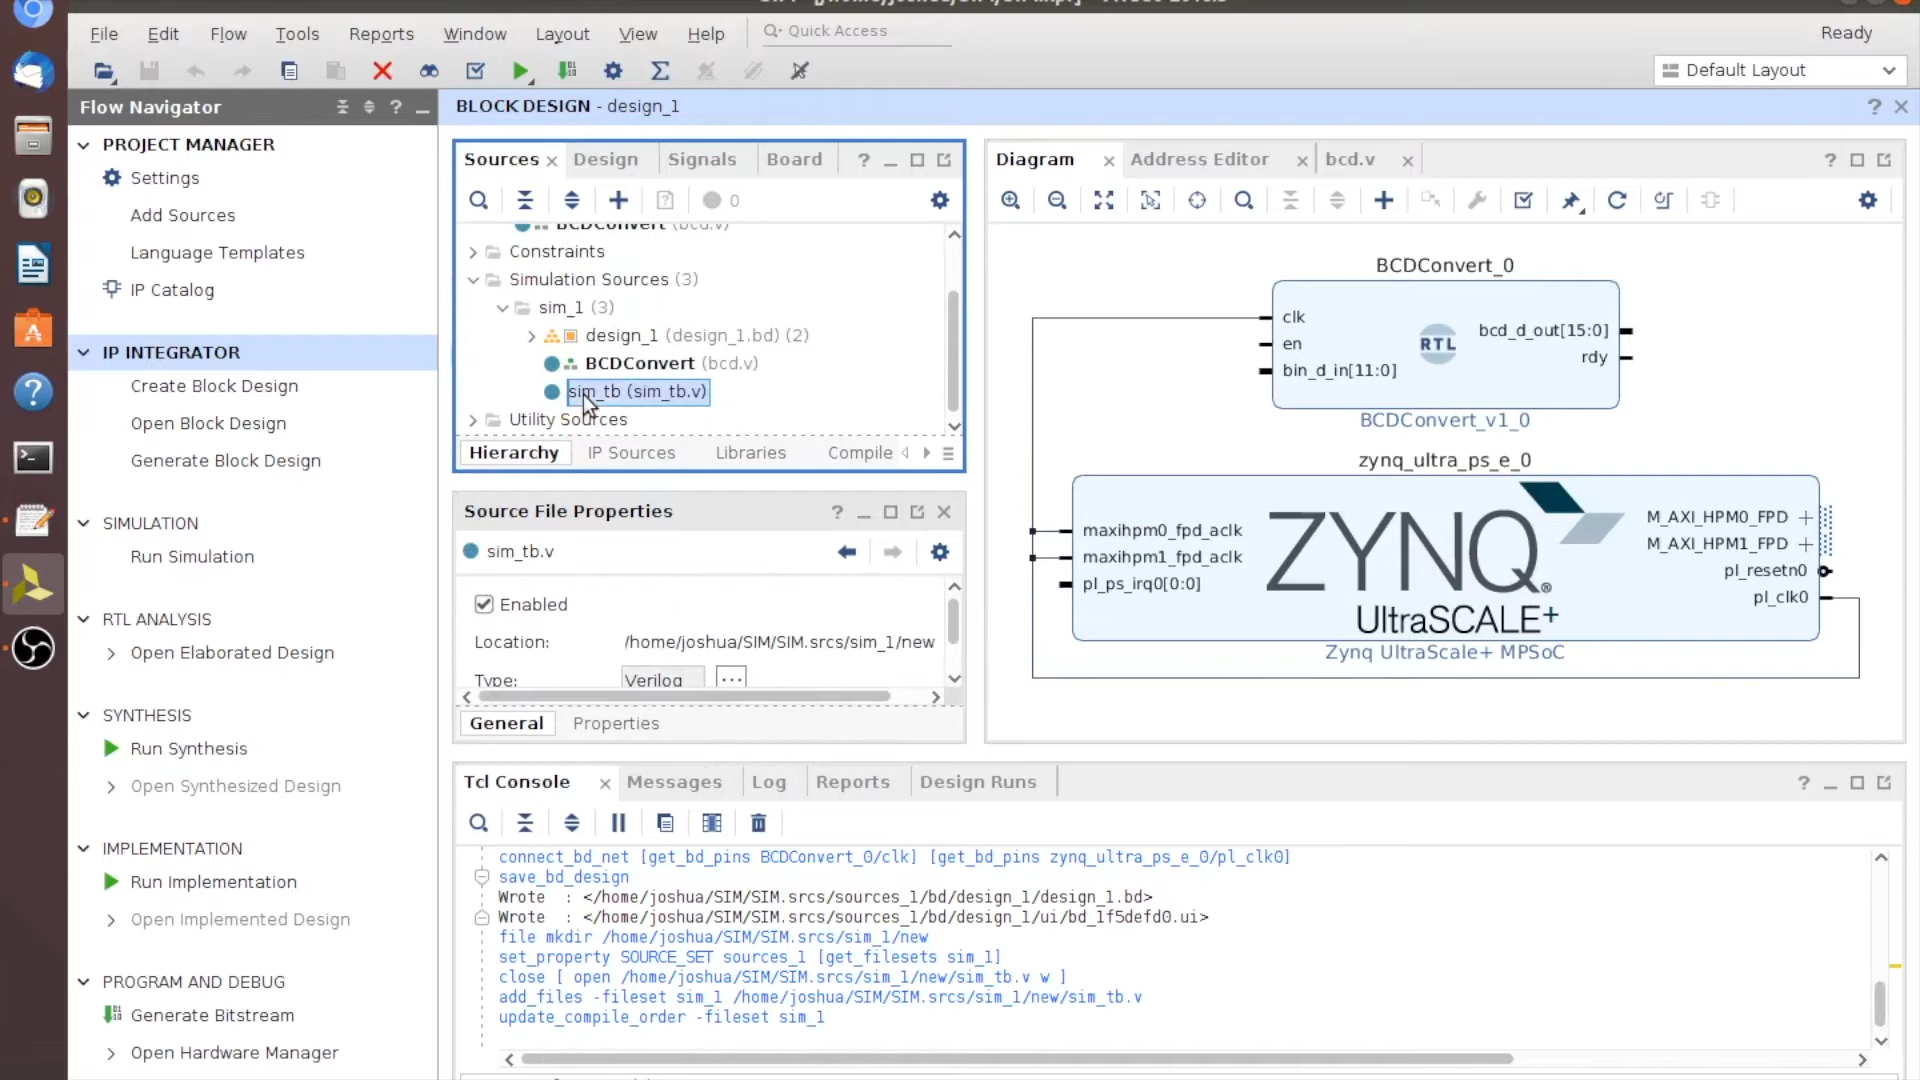 File Edit Flow Tools Reports Window Layout View Help Quick Access Ready
Default Layout
Flow Navigator
PROJECT MANAGER
Settings
Add Sources
Language Templates
IP Catalog
IP INTEGRATOR
Create Block Design
Open Block Design
Generate Block Design
SIMULATION
Run Simulation
RTL ANALYSIS
Open Elaborated Design
SYNTHESIS
Run Synthesis
Open Synthesized Design
IMPLEMENTATION
Run Implementation
Open Implemented Design
PROGRAM AND DEBUG
Generate Bitstream
Open Hardware Manager
BLOCK DESIGN - design_1
Sources Design Signals Board
0
BCDConvert (bcd.v)
Constraints
Simulation Sources (3)
sim_1 (3)
design_1 (design_1.bd) (2)
BCDConvert (bcd.v)
sim_tb (sim_tb.v)
Utility Sources
Hierarchy IP Sources Libraries Compile
Source File Properties
sim_tb.v
Enabled
Location: /home/joshua/SIM/SIM.srcs/sim_1/new
Type: Verilog ...
General Properties
Diagram Address Editor bcd.v
BCDConvert_0
clk
en
bin_d_in[11:0]
RTL
bcd_d_out[15:0]
rdy
BCDConvert_v1_0
zynq_ultra_ps_e_0
maxihpm0_fpd_aclk
maxihpm1_fpd_aclk
pl_ps_irq0[0:0]
ZYNQ®
UltraSCALE+
M_AXI_HPM0_FPD
M_AXI_HPM1_FPD
pl_resetn0
pl_clk0
Zynq UltraScale+ MPSoC
Tcl Console Messages Log Reports Design Runs
connect_bd_net [get_bd_pins BCDConvert_0/clk] [get_bd_pins zynq_ultra_ps_e_0/pl_clk0]
save_bd_design
Wrote  : </home/joshua/SIM/SIM.srcs/sources_1/bd/design_1/design_1.bd>
Wrote  : </home/joshua/SIM/SIM.srcs/sources_1/bd/design_1/ui/bd_1f5defd0.ui>
file mkdir /home/joshua/SIM/SIM.srcs/sim_1/new
set_property SOURCE_SET sources_1 [get_filesets sim_1]
close [ open /home/joshua/SIM/SIM.srcs/sim_1/new/sim_tb.v w ]
add_files -fileset sim_1 /home/joshua/SIM/SIM.srcs/sim_1/new/sim_tb.v
update_compile_order -fileset sim_1